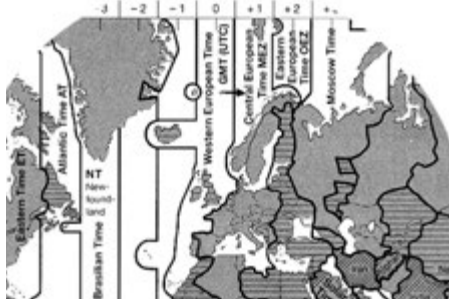 -3
-2
-1
0
+1
+2
+
Eastern Time ET
Atlantic Time AT
NT
New-
found-
land
Brasilian Time
Western European Time
GMT (UTC)
Central European
Time MEZ
Eastern
European
Time OEZ
Moscow Time
Iran